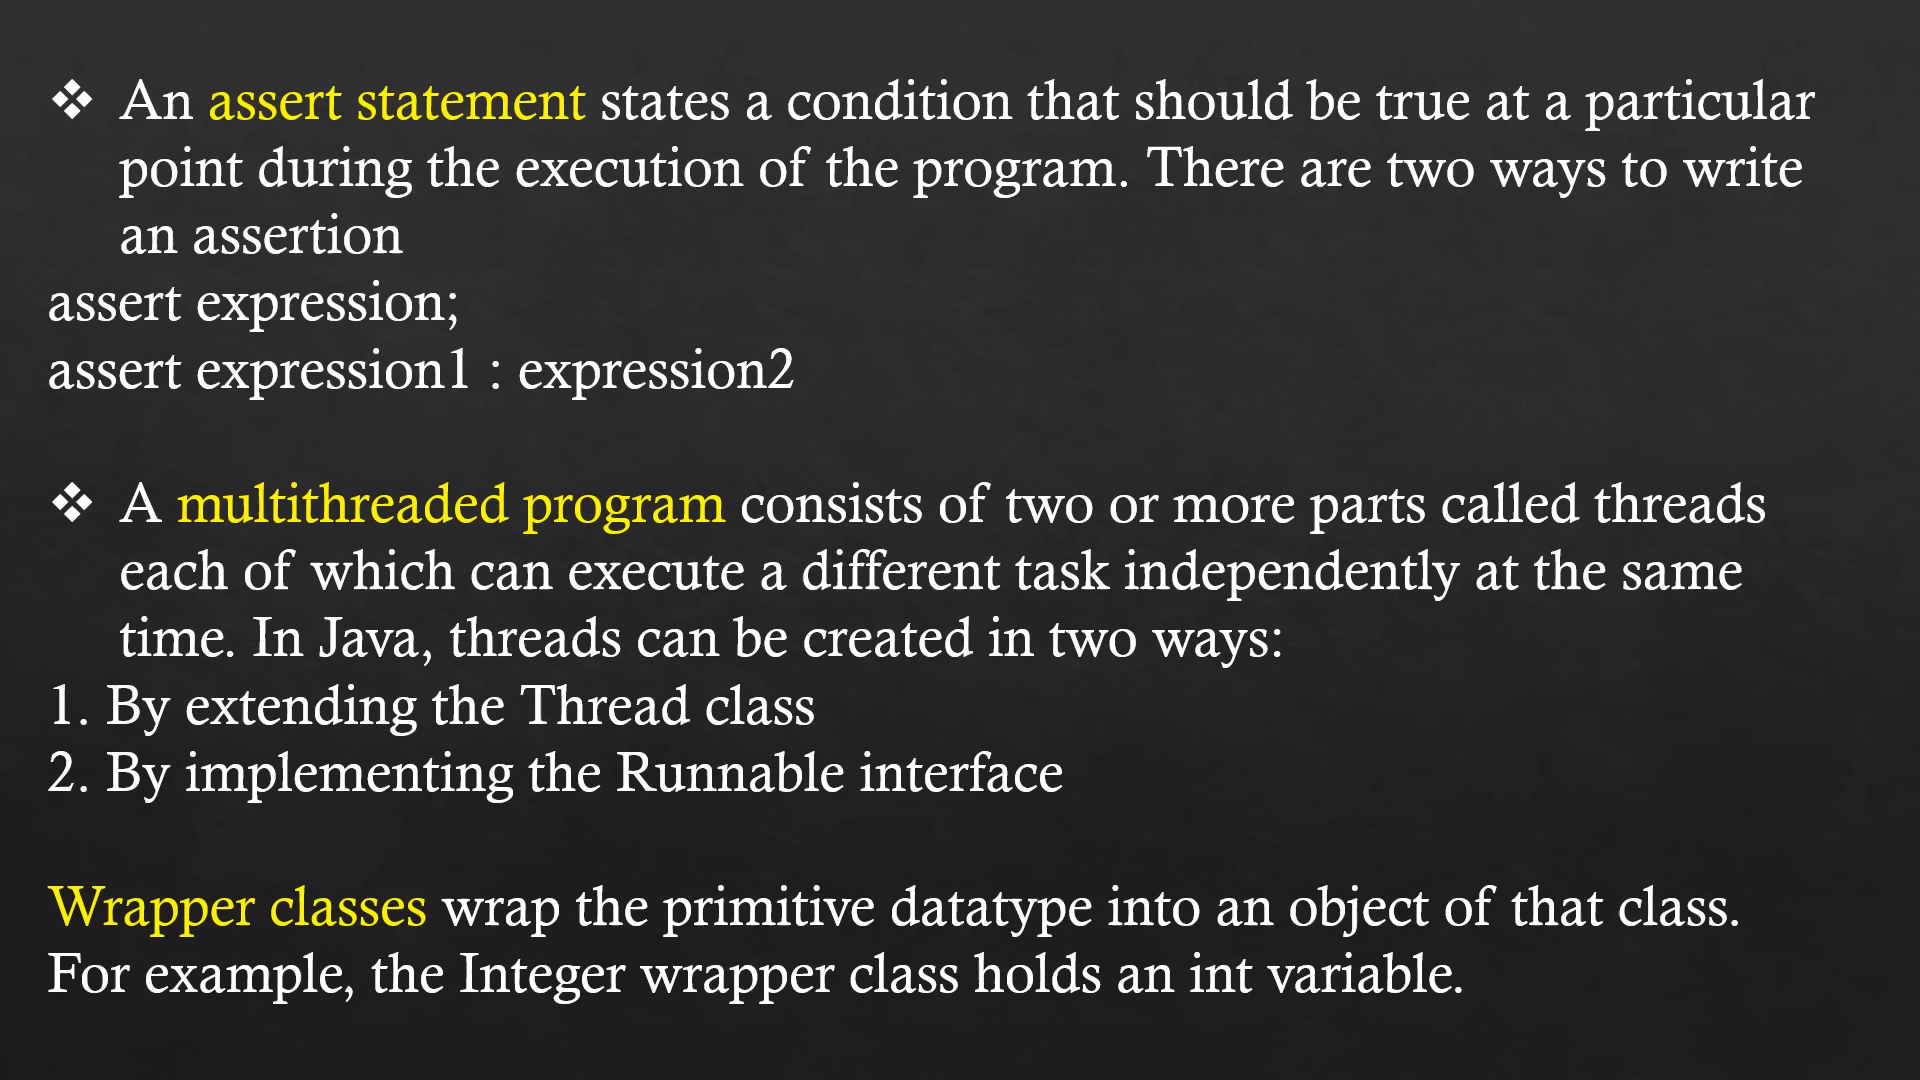 ❖ An assert statement states a condition that should be true at a particular
point during the execution of the program. There are two ways to write
an assertion
assert expression;
assert expression1 : expression2
❖ A multithreaded program consists of two or more parts called threads
each of which can execute a different task independently at the same
time. In Java, threads can be created in two ways:
1. By extending the Thread class
2. By implementing the Runnable interface
Wrapper classes wrap the primitive datatype into an object of that class.
For example, the Integer wrapper class holds an int variable.